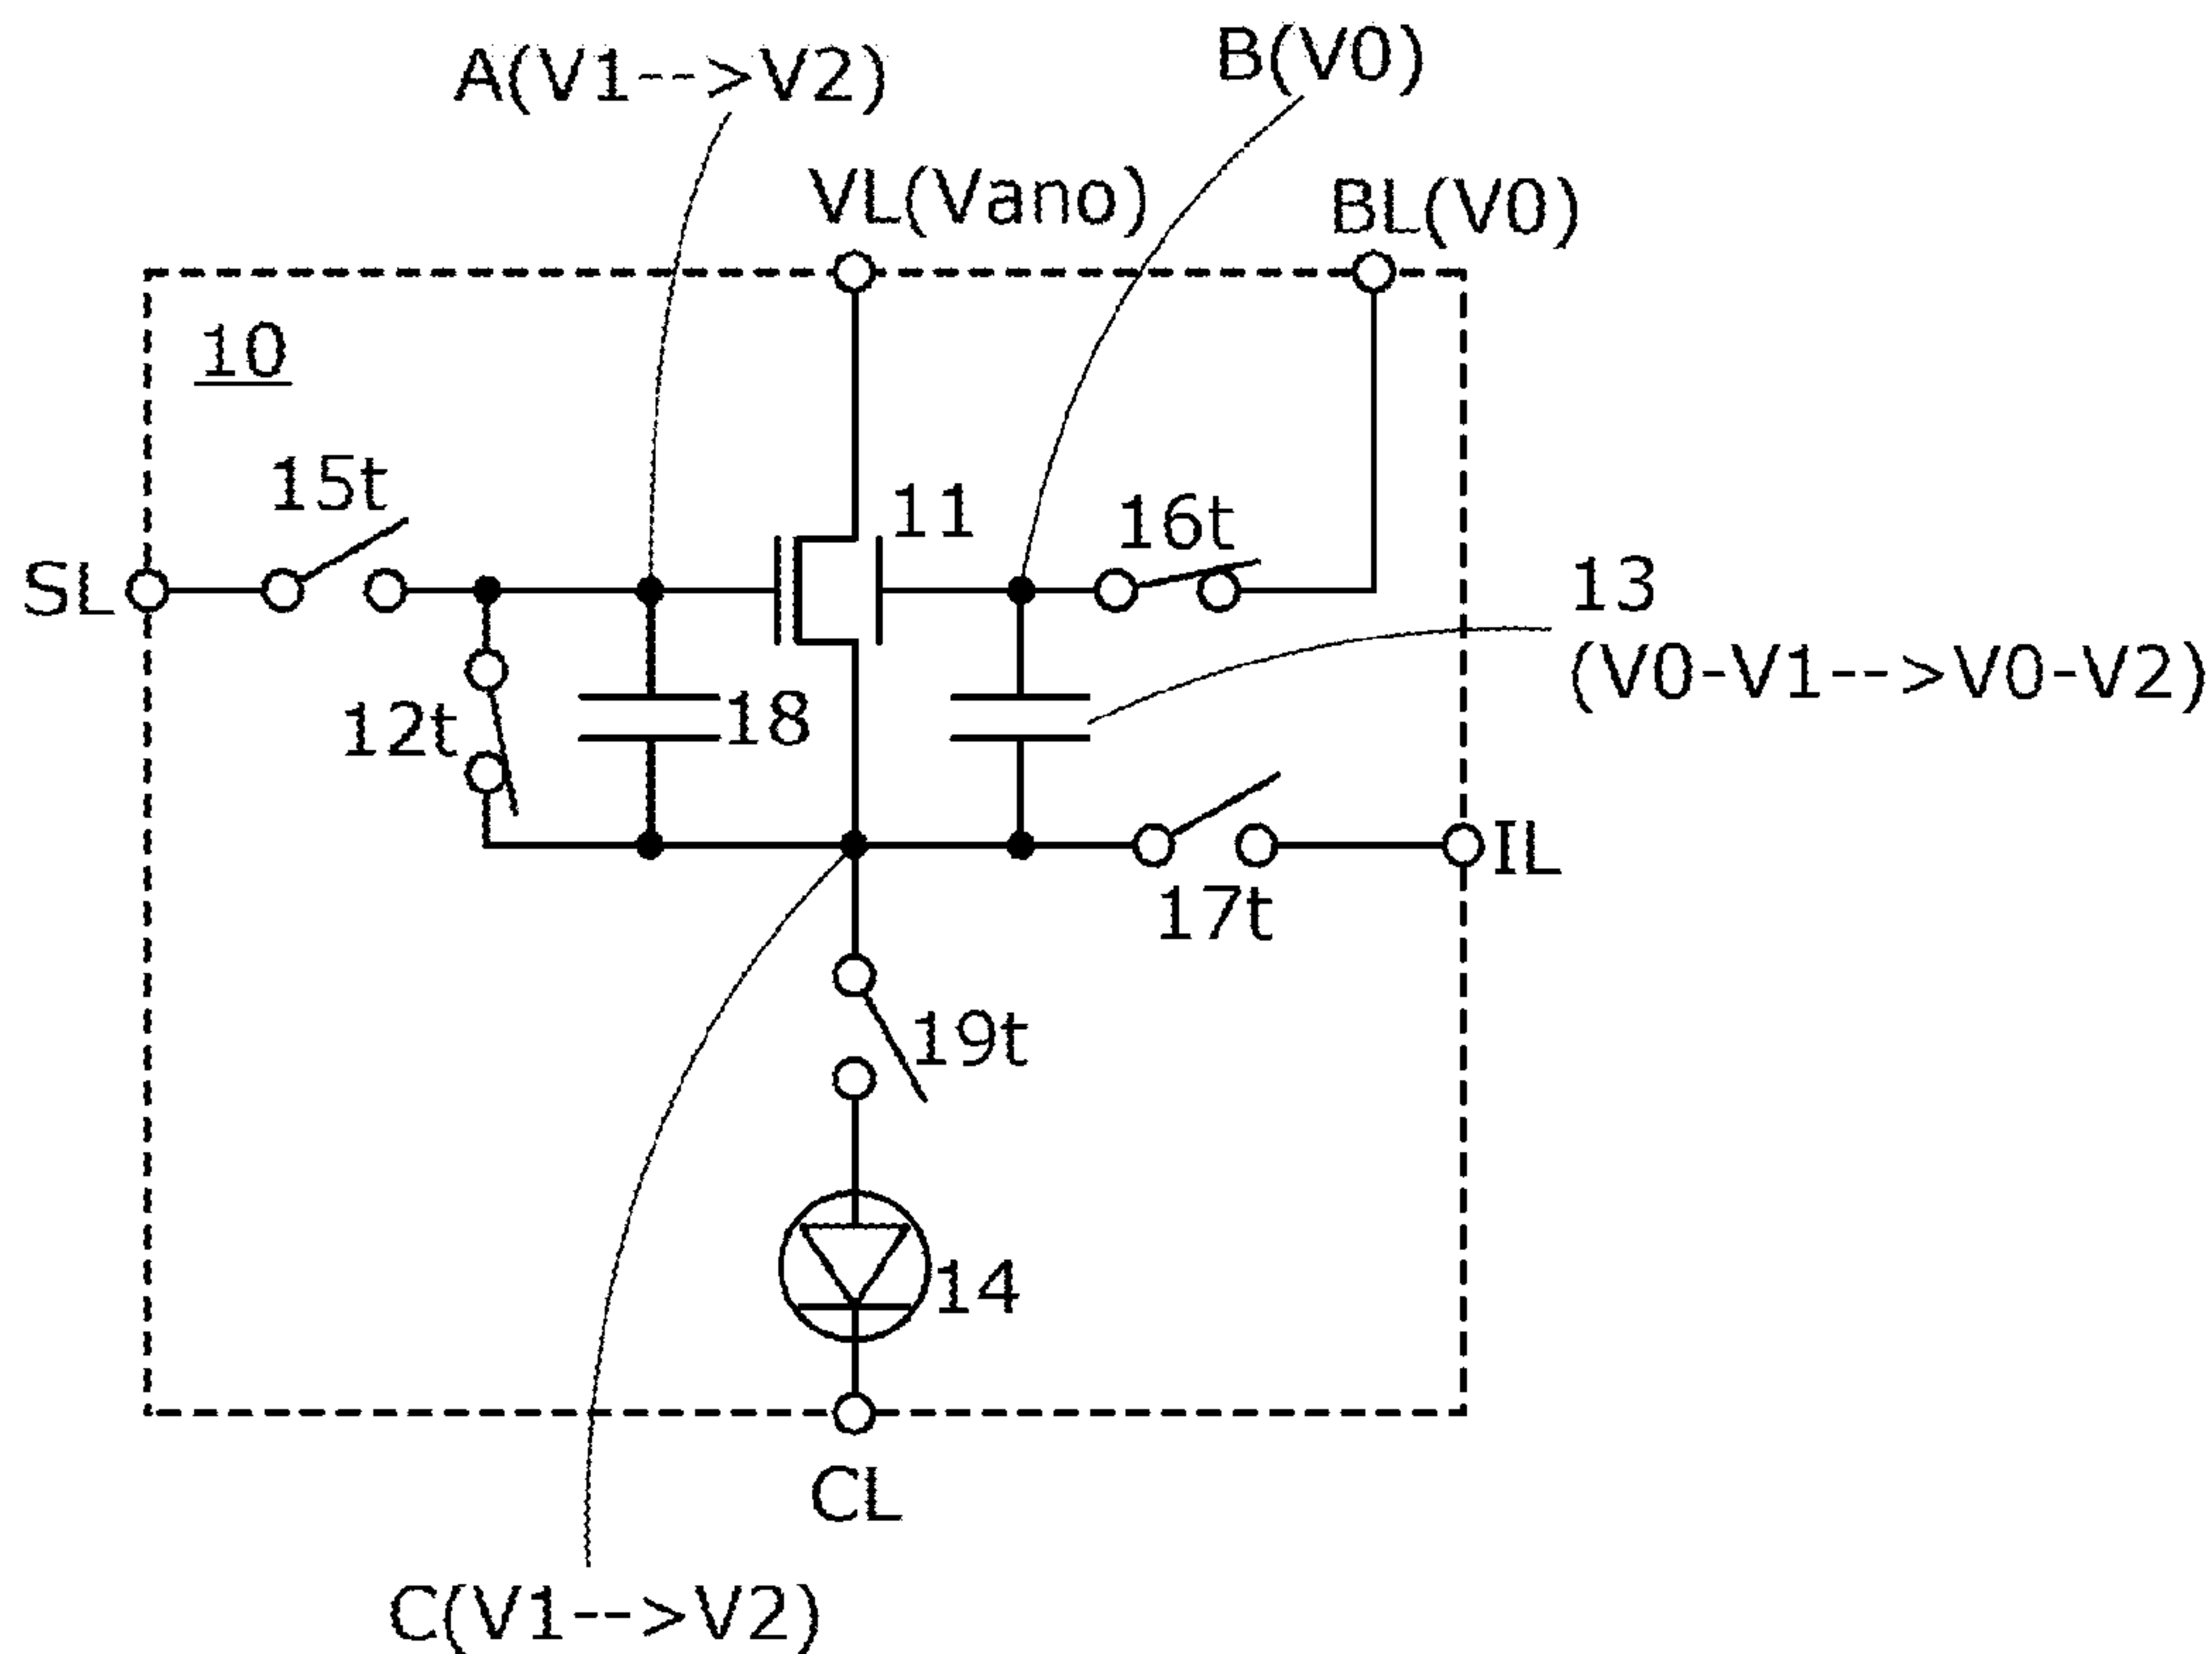 A(V1-->V2)
B(V0)
VL(Vano)
BL(V0)
10
15t
11
16t
SL
13
(V0-V1-->V0-V2)
12t
18
IL
17t
19t
14
CL
C(V1-->V2)